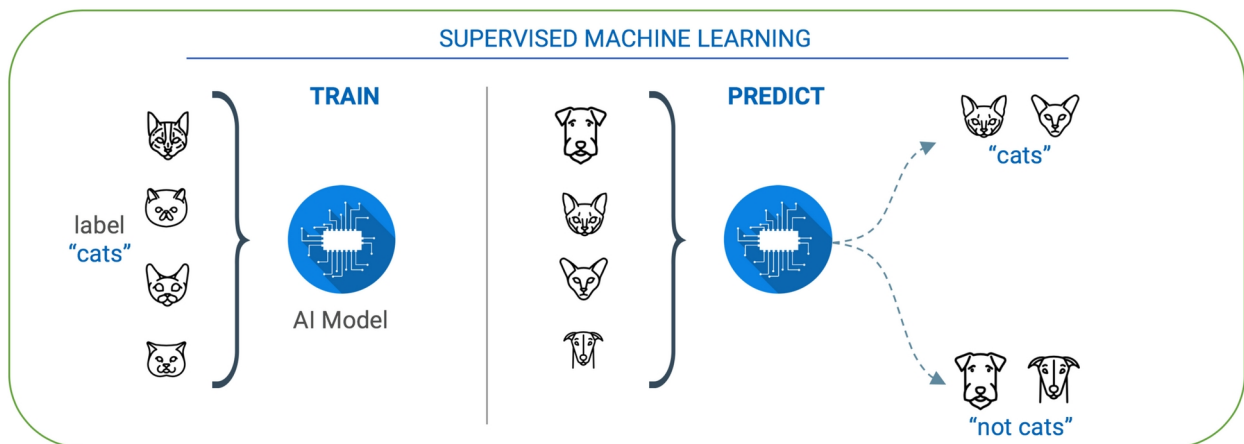 SUPERVISED MACHINE LEARNING
TRAIN
label
“cats”
AI Model
PREDICT
“cats”
“not cats”